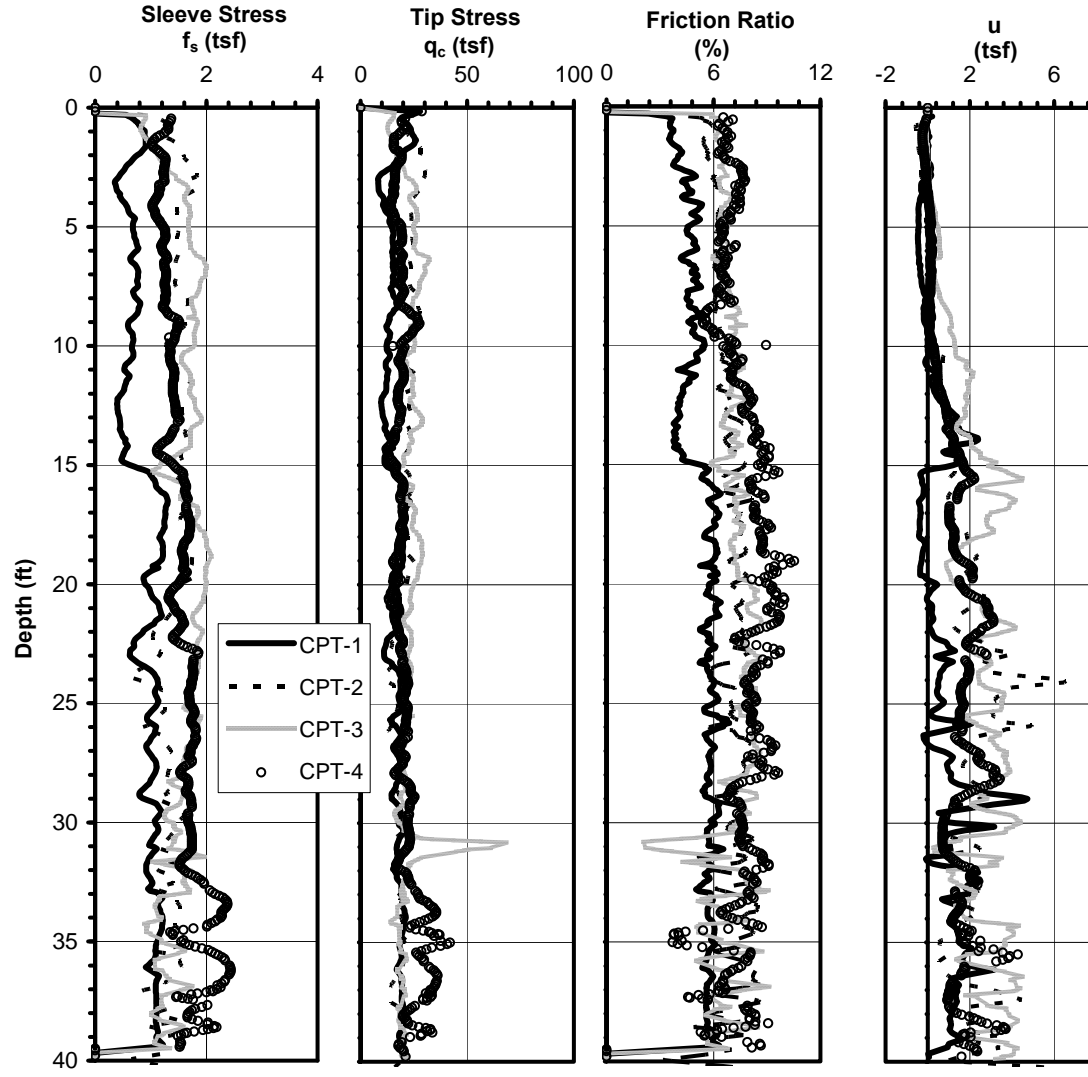 Sleeve Stress
fs (tsf)
0 2 4
Tip Stress
qc (tsf)
0 50 100
Friction Ratio
(%)
0 6 12
u
(tsf)
-2 2 6
Depth (ft)
0
5
10
15
20
25
30
35
40
CPT-1
CPT-2
CPT-3
CPT-4